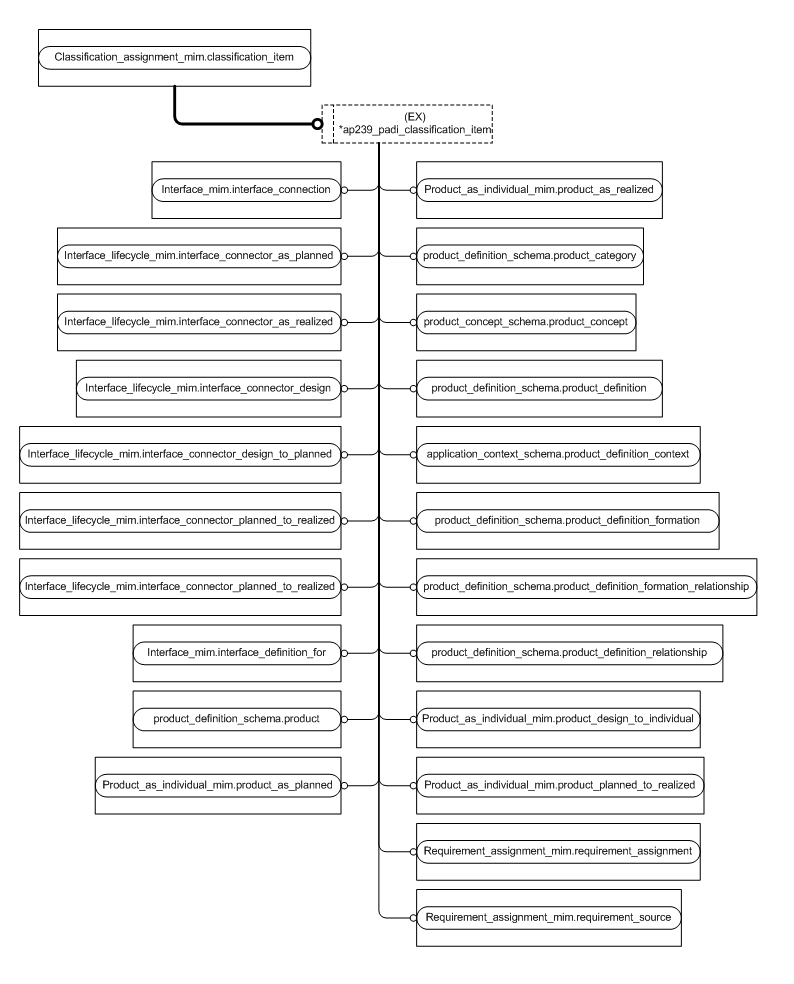 Classification_assignment_mim.classification_item
(EX)
*ap239_padi_classification_item
Interface_mim.interface_connection
Product_as_individual_mim.product_as_realized
Interface_lifecycle_mim.interface_connector_as_planned
product_definition_schema.product_category
Interface_lifecycle_mim.interface_connector_as_realized
product_concept_schema.product_concept
Interface_lifecycle_mim.interface_connector_design
product_definition_schema.product_definition
Interface_lifecycle_mim.interface_connector_design_to_planned
application_context_schema.product_definition_context
Interface_lifecycle_mim.interface_connector_planned_to_realized
product_definition_schema.product_definition_formation
Interface_lifecycle_mim.interface_connector_planned_to_realized
product_definition_schema.product_definition_formation_relationship
Interface_mim.interface_definition_for
product_definition_schema.product_definition_relationship
product_definition_schema.product
Product_as_individual_mim.product_design_to_individual
Product_as_individual_mim.product_as_planned
Product_as_individual_mim.product_planned_to_realized
Requirement_assignment_mim.requirement_assignment
Requirement_assignment_mim.requirement_source